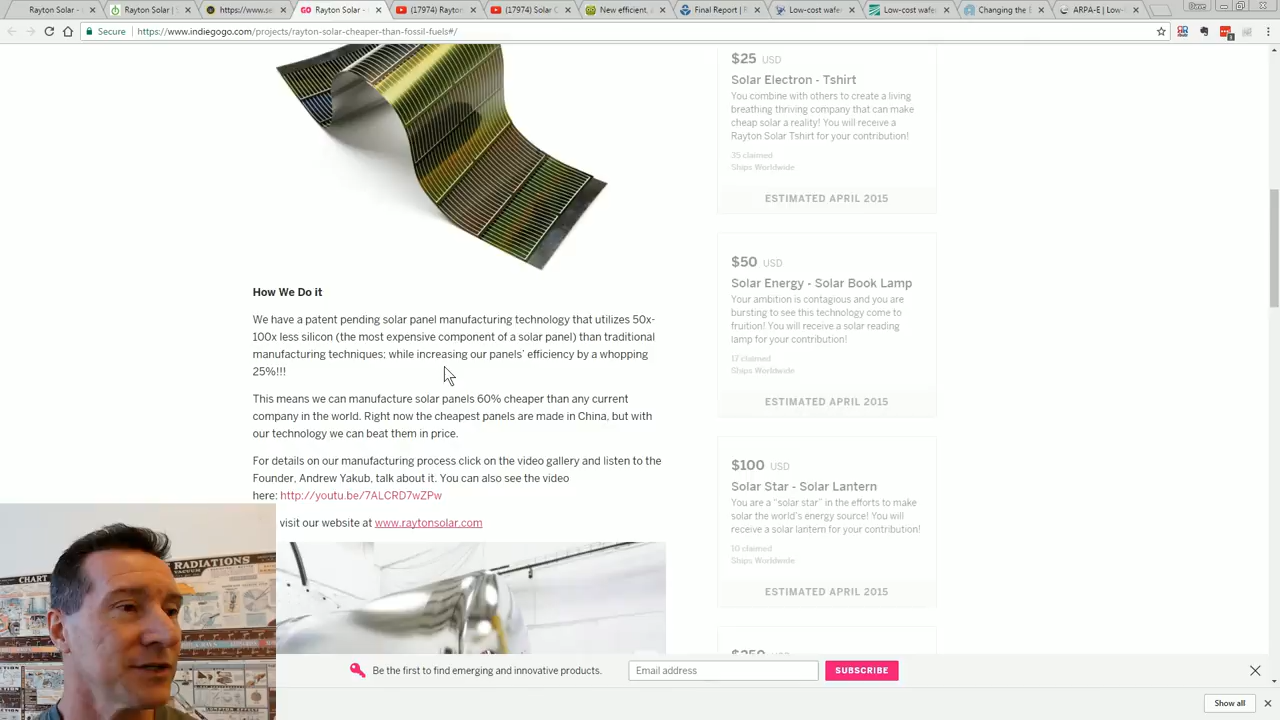 Rayton Solar -
Rayton Solar | S
https://www.se
Rayton Solar - S
(17974) Rayton
(17974) Solar C
New efficient, a
Final Report | F
Low-cost wafe
Low-cost wafe
Changing the E
ARPA-E | Low-
Secure
https://www.indiegogo.com/projects/rayton-solar-cheaper-than-fossil-fuels#/
How We Do it
We have a patent pending solar panel manufacturing technology that utilizes 50x-
100x less silicon (the most expensive component of a solar panel) than traditional
manufacturing techniques; while increasing our panels' efficiency by a whopping
25%!!!
This means we can manufacture solar panels 60% cheaper than any current
company in the world. Right now the cheapest panels are made in China, but with
our technology we can beat them in price.
For details on our manufacturing process click on the video gallery and listen to the
Founder, Andrew Yakub, talk about it. You can also see the video
here: http://youtu.be/7ALCRD7wZPw
visit our website at www.raytonsolar.com
$25 USD
Solar Electron - Tshirt
You combine with others to create a living
breathing thriving company that can make
cheap solar a reality! You will receive a
Rayton Solar Tshirt for your contribution!
35 claimed
Ships Worldwide
ESTIMATED APRIL 2015
$50 USD
Solar Energy - Solar Book Lamp
Your ambition is contagious and you are
bursting to see this technology come to
fruition! You will receive a solar reading
lamp for your contribution!
17 claimed
Ships Worldwide
ESTIMATED APRIL 2015
$100 USD
Solar Star - Solar Lantern
You are a "solar star" in the efforts to make
solar the world's energy source! You will
receive a solar lantern for your contribution!
10 claimed
Ships Worldwide
ESTIMATED APRIL 2015
$250 USD
CHART
RADIATIONS
Be the first to find emerging and innovative products.
Email address
SUBSCRIBE
Show all